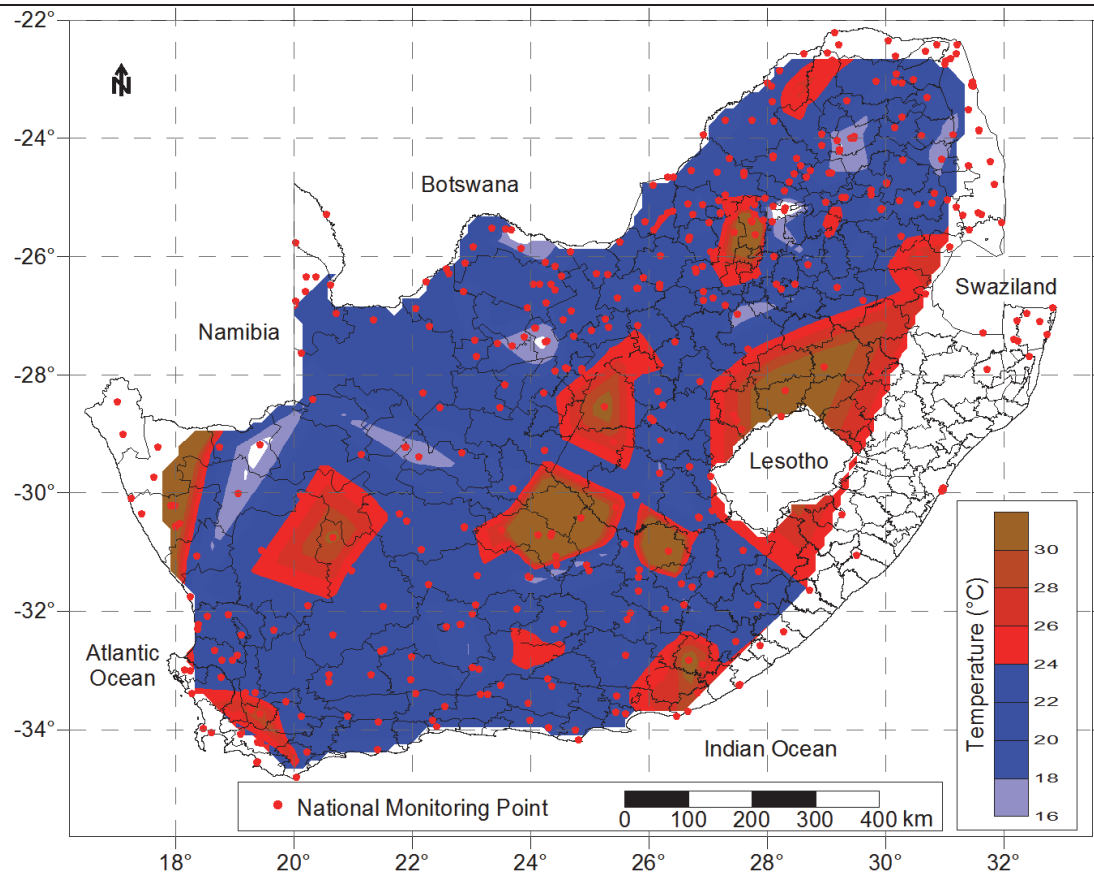 -22°
-24°
-26°
-28°
-30°
-32°
-34°
N
Botswana
Namibia
Swaziland
Lesotho
Atlantic
Ocean
Indian Ocean
Temperature (°C)
30
28
26
24
22
20
18
16
National Monitoring Point
0 100 200 300 400 km
18° 20° 22° 24° 26° 28° 30° 32°